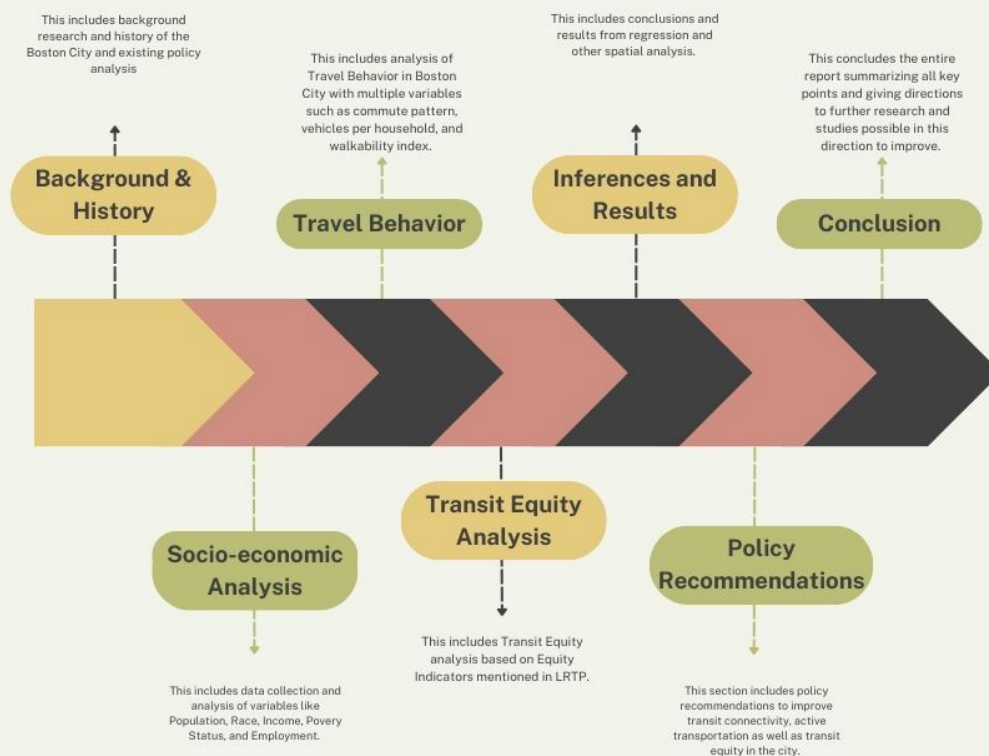 This includes background
research and history of the
Boston City and existing policy
analysis
Background &
History
This includes data collection and
analysis of variables like
Population, Race, Income, Povery
Status, and Employment.
Socio-economic
Analysis
This includes analysis of
Travel Behavior in Boston
City with multiple variables
such as commute pattern,
vehicles per household, and
walkability index.
Travel Behavior
Transit Equity
Analysis
This includes Transit Equity
analysis based on Equity
Indicators mentioned in LRTP.
This includes conclusions and
results from regression and
other spatial analysis.
Inferences and
Results
Policy
Recommendations
This section includes policy
recommendations to improve
transit connectivity, active
transportation as well as transit
equity in the city.
This concludes the entire
report summarizing all key
points and giving directions
to further research and
studies possible in this
direction to improve.
Conclusion